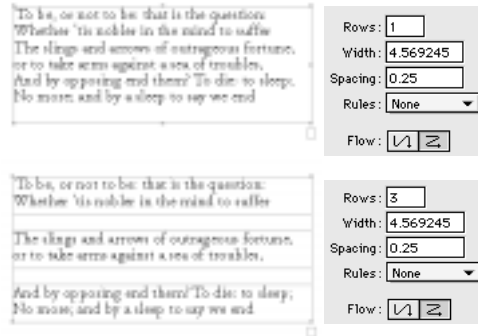 To be, or not to be: that is the question:
Whether 'tis nobler in the mind to suffer
The slings and arrows of outrageous fortune,
or to take arms against a sea of troubles,
And by opposing end them? To die: to sleep;
No more; and by a sleep to say we end
Rows: 1
Width: 4.569245
Spacing: 0.25
Rules: None
Flow:
To be, or not to be: that is the question:
Whether 'tis nobler in the mind to suffer
The slings and arrows of outrageous fortune,
or to take arms against a sea of troubles,
And by opposing end them? To die: to sleep;
No more; and by a sleep to say we end
Rows: 3
Width: 4.569245
Spacing: 0.25
Rules: None
Flow: